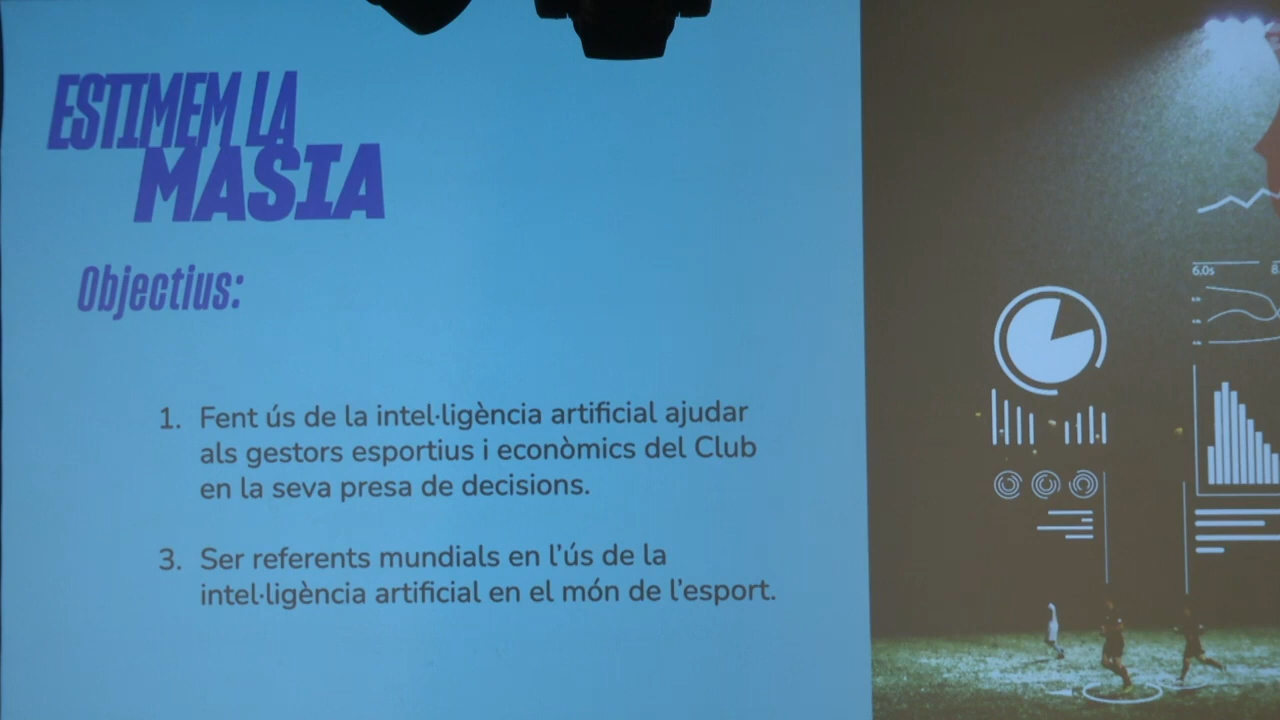 ESTIMEM LA
MASIA
Objectius:
1. Fent ús de la intel·ligència artificial ajudar
als gestors esportius i econòmics del Club
en la seva presa de decisions.
3. Ser referents mundials en l'ús de la
intel·ligència artificial en el món de l'esport.
6.0s